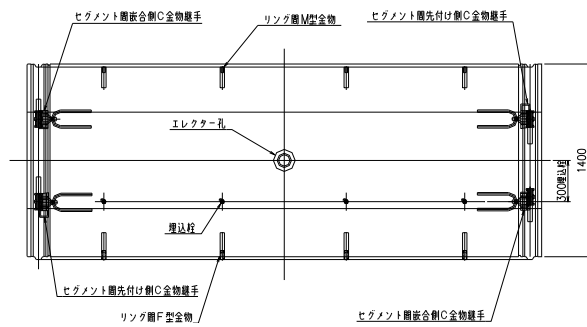 セグメント間嵌合側C金物継手
リング間M型金物
セグメント間先付け側C金物継手
エレクター孔
300埋込栓
1400
埋込栓
セグメント間先付け側C金物継手
リング間F型金物
セグメント間嵌合側C金物継手